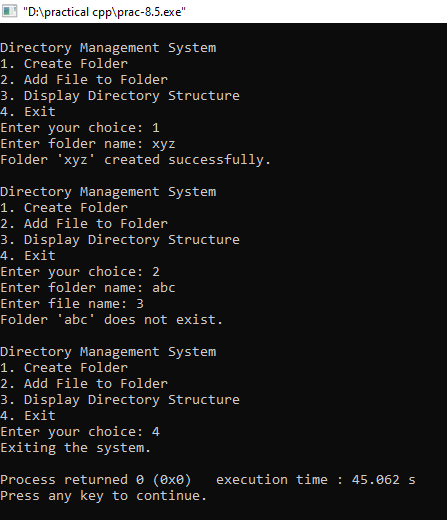 "D:\practical cpp\prac-8.5.exe"
Directory Management System
1. Create Folder
2. Add File to Folder
3. Display Directory Structure
4. Exit
Enter your choice: 1
Enter folder name: xyz
Folder 'xyz' created successfully.
Directory Management System
1. Create Folder
2. Add File to Folder
3. Display Directory Structure
4. Exit
Enter your choice: 2
Enter folder name: abc
Enter file name: 3
Folder 'abc' does not exist.
Directory Management System
1. Create Folder
2. Add File to Folder
3. Display Directory Structure
4. Exit
Enter your choice: 4
Exiting the system.
Process returned 0 (0x0)   execution time : 45.062 s
Press any key to continue.